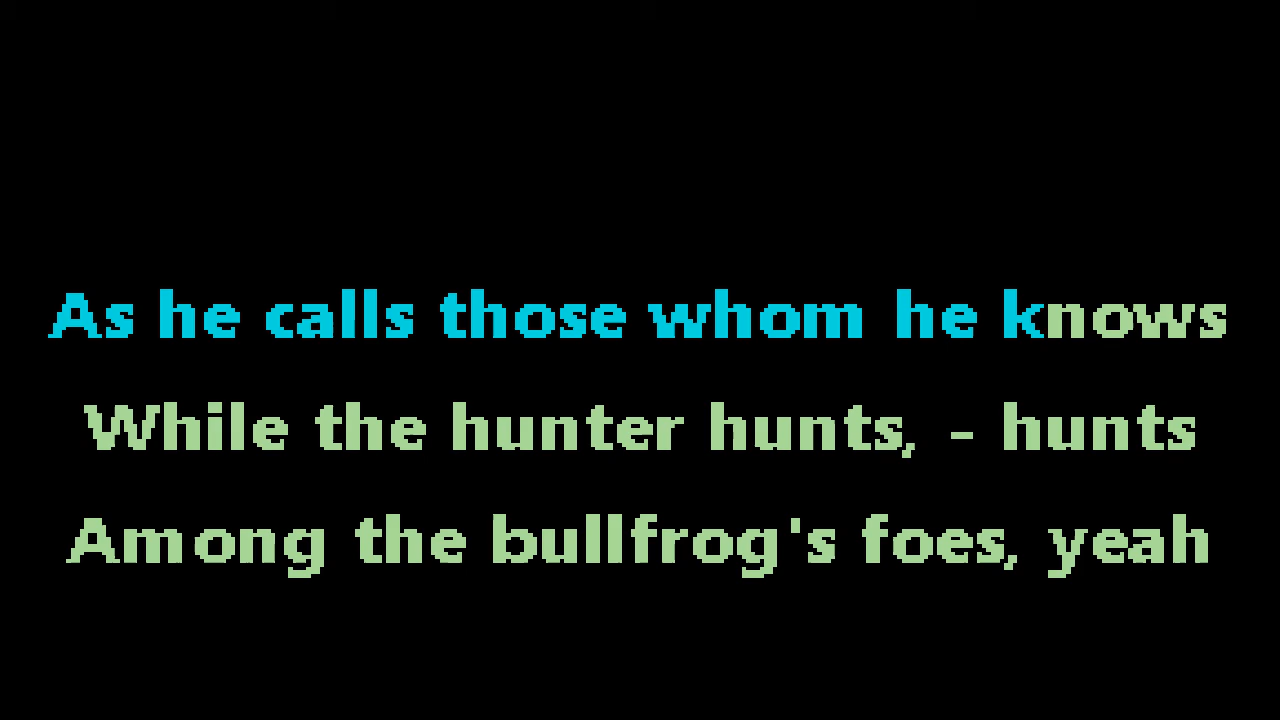 As he calls those whom he knows
While the hunter hunts, - hunts
Among the bullfrog's foes, yeah